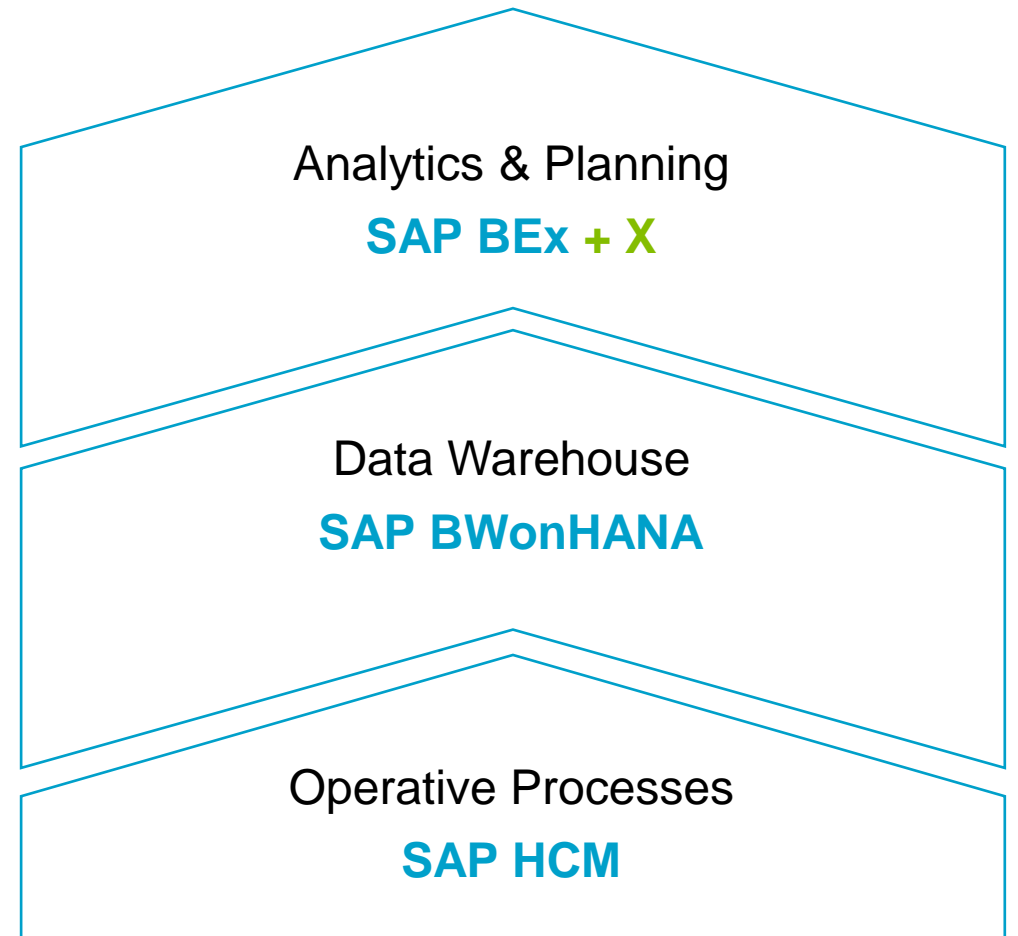 Analytics & Planning
SAP BEx + X
Data Warehouse
SAP BWonHANA
Operative Processes
SAP HCM